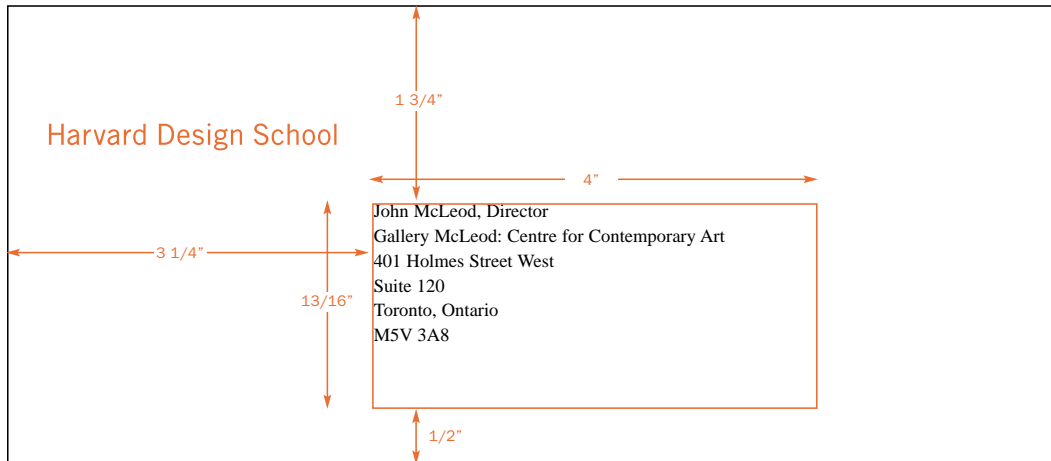 1 3/4”
Harvard Design School
4”
John McLeod, Director
Gallery McLeod: Centre for Contemporary Art
3 1/4”
401 Holmes Street West
Suite 120
13/16”
Toronto, Ontario
M5V 3A8
1/2”